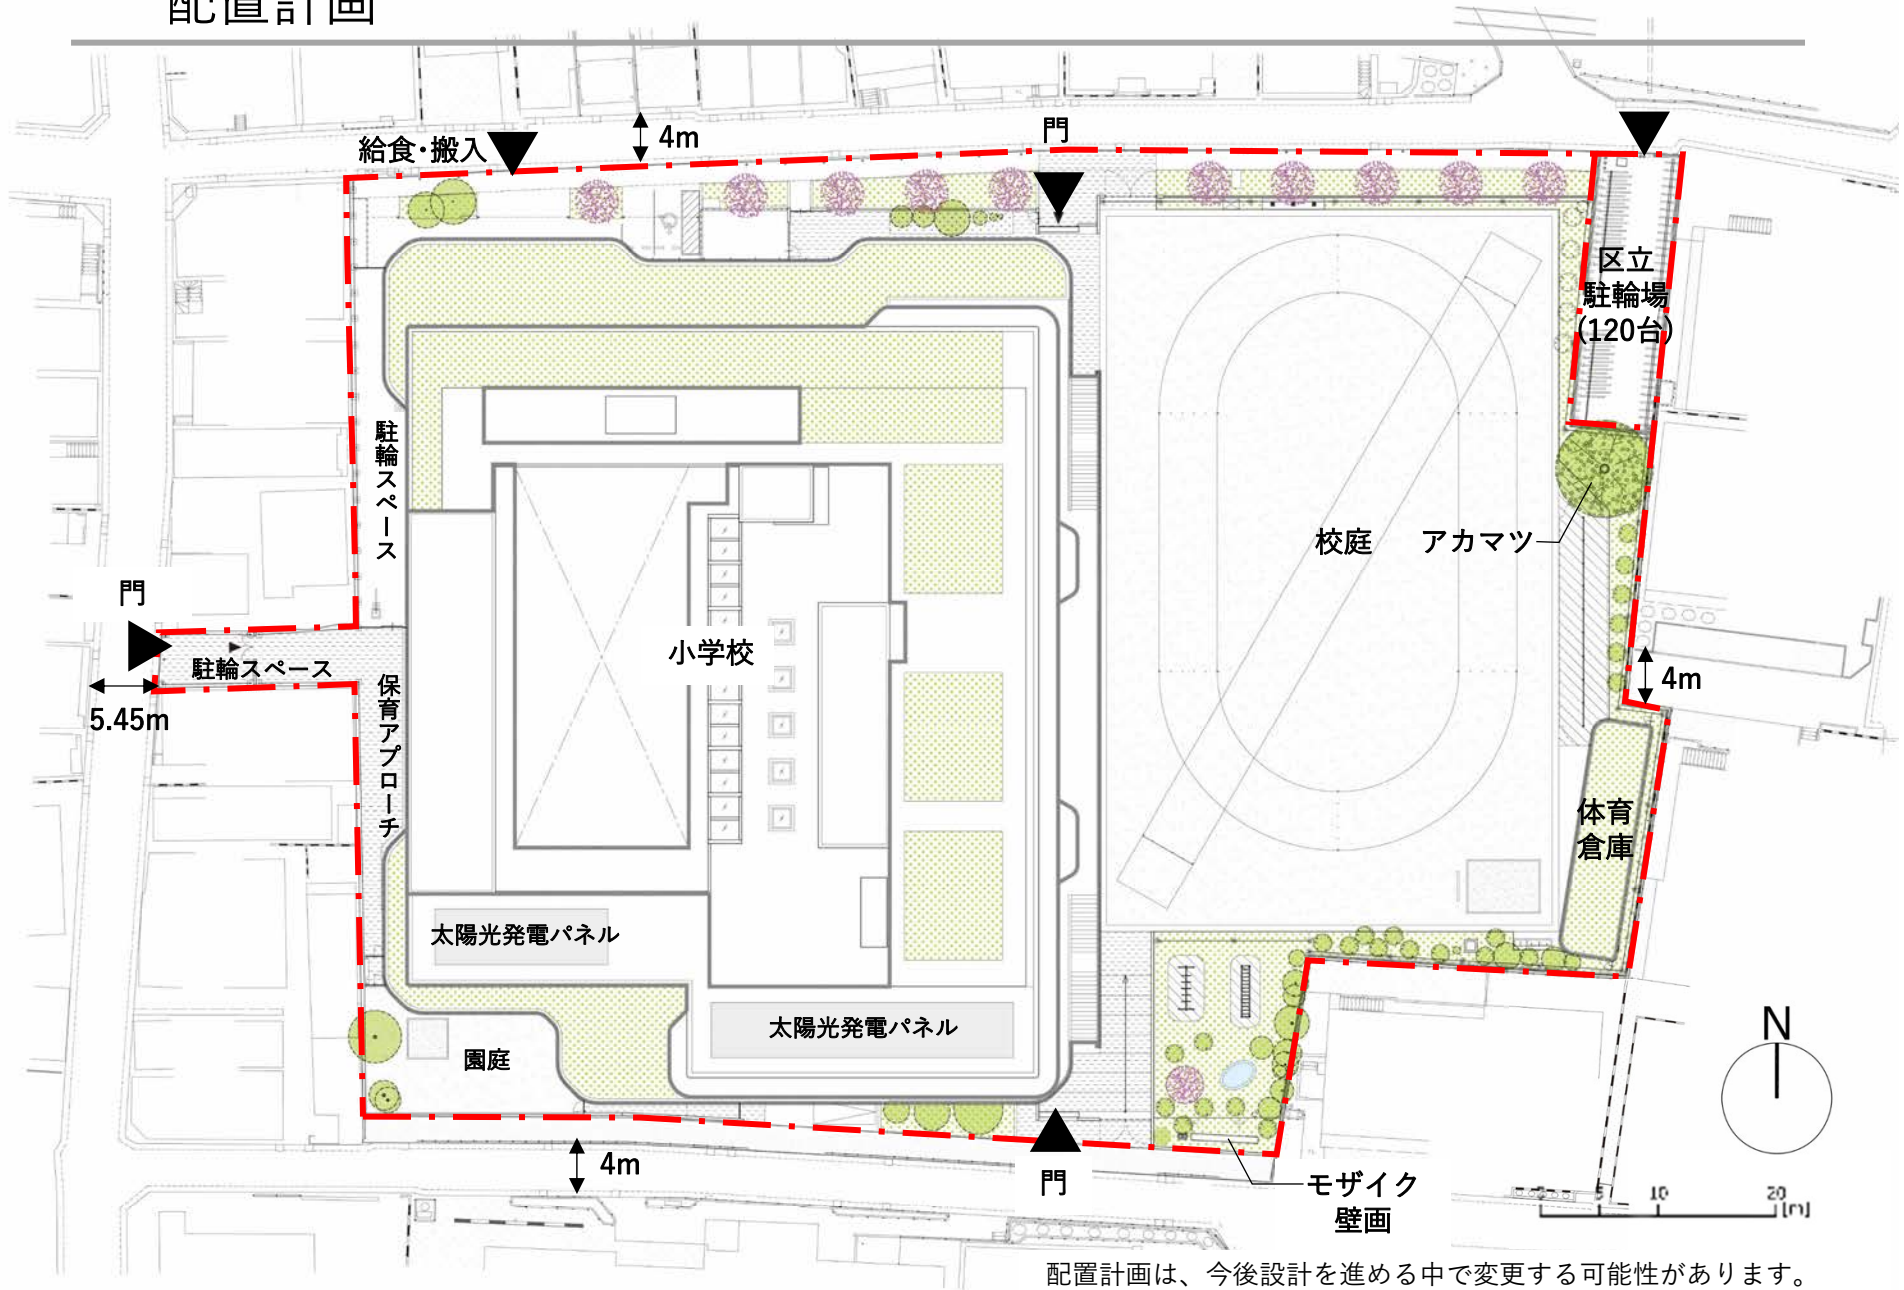 配置計画
給食・搬入
4m
門
区立
駐輪場
(120台)
駐輪スペース
校庭
アカマツ
門
駐輪スペース
5.45m
保育アプローチ
小学校
4m
体育
倉庫
太陽光発電パネル
太陽光発電パネル
園庭
N
4m
門
モザイク
壁画
0 5 10 20
[m]
配置計画は、今後設計を進める中で変更する可能性があります。